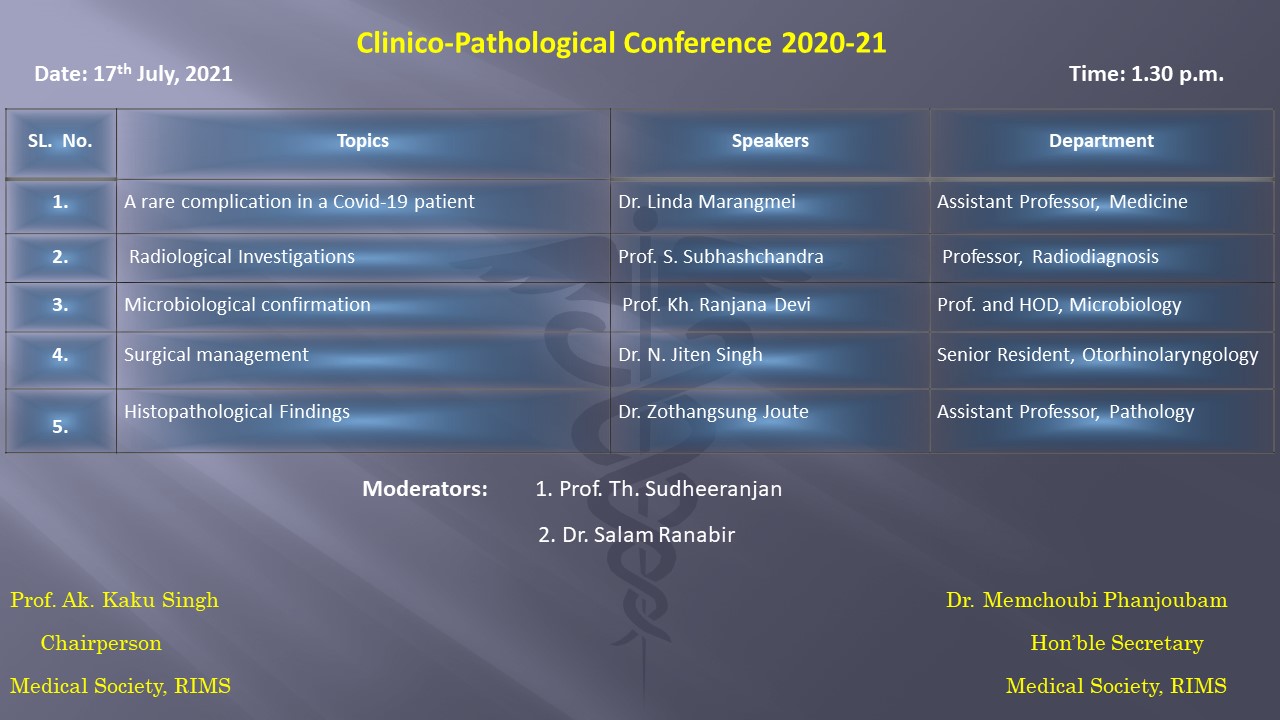 Clinico-Pathological Conference 2020-21
Date: 17th July, 2021 Time: 1.30 p.m.
SL. No. Topics Speakers Department
1. A rare complication in a Covid-19 patient Dr. Linda Marangmei Assistant Professor, Medicine
2. Radiological Investigations Prof. S. Subhashchandra Professor, Radiodiagnosis
3. Microbiological confirmation Prof. Kh. Ranjana Devi Prof. and HOD, Microbiology
4. Surgical management Dr. N. Jiten Singh Senior Resident, Otorhinolaryngology
5. Histopathological Findings Dr. Zothangsung Joute Assistant Professor, Pathology
Moderators: 1. Prof. Th. Sudheeranjan
2. Dr. Salam Ranabir
Prof. Ak. Kaku Singh Dr. Memchoubi Phanjoubam
Chairperson Hon’ble Secretary
Medical Society, RIMS Medical Society, RIMS